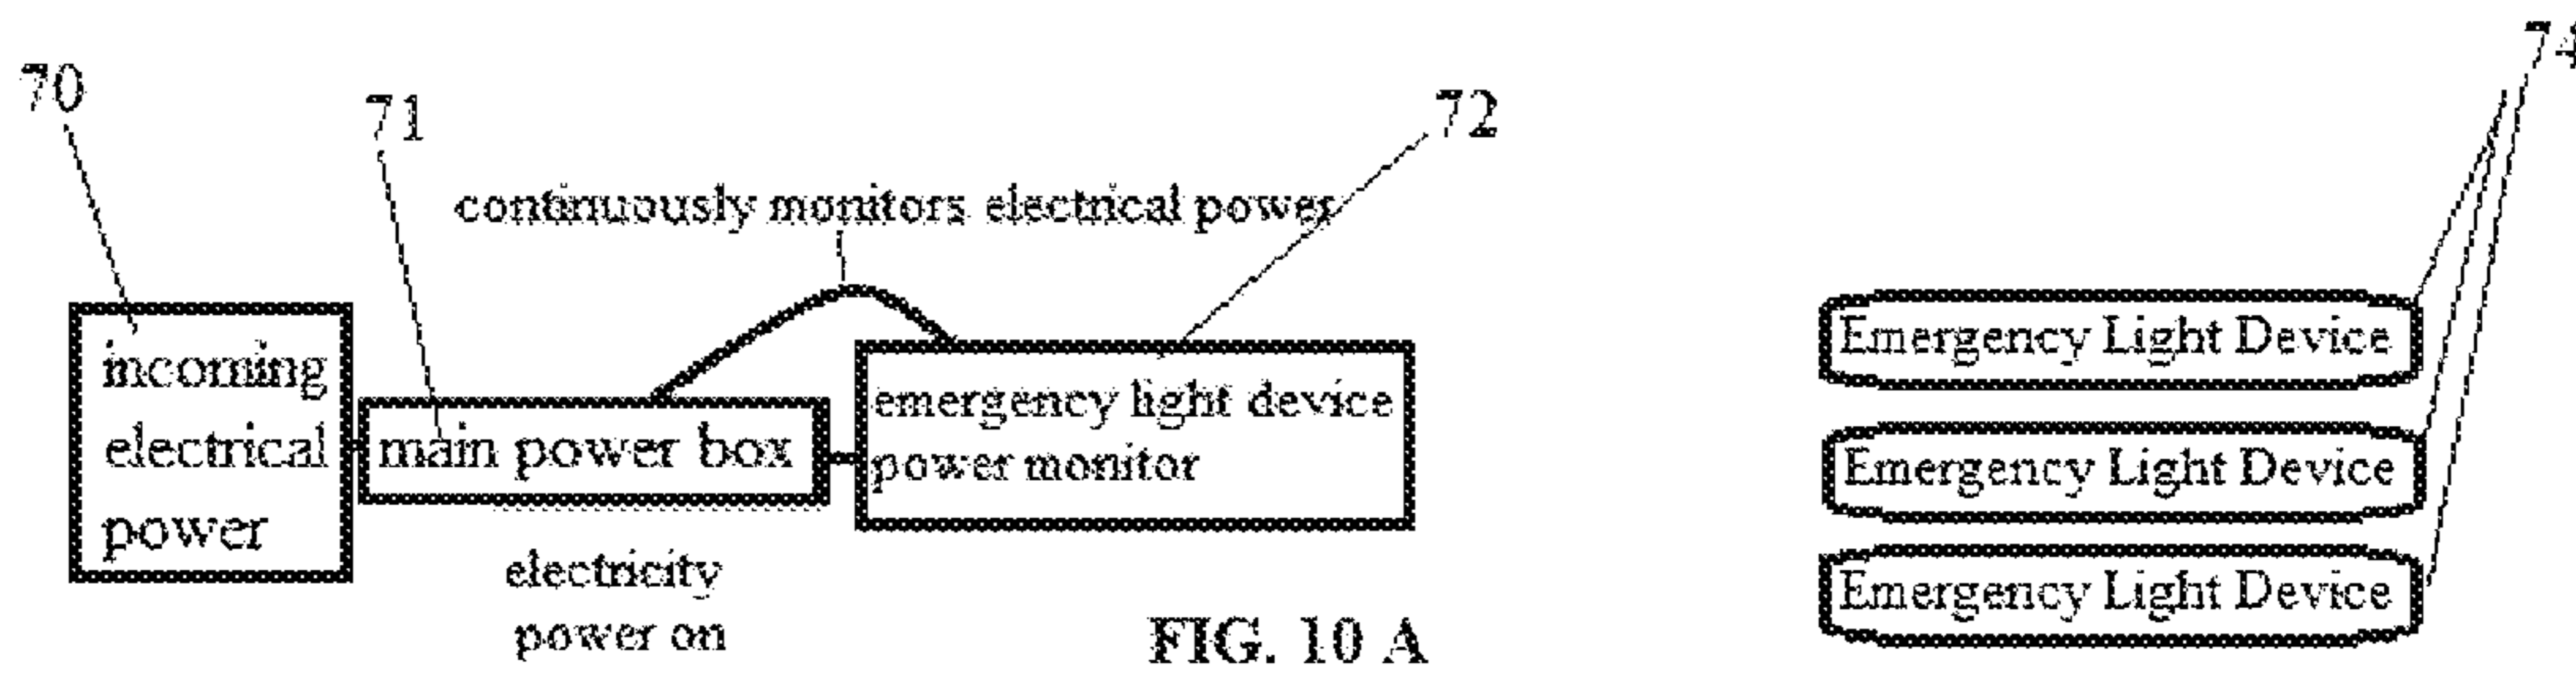 70
71
72
74
continuously monitors electrical power
incoming
electrical
power
main power box
emergency light device
power monitor
electricity
power on
FIG. 10 A
Emergency Light Device
Emergency Light Device
Emergency Light Device